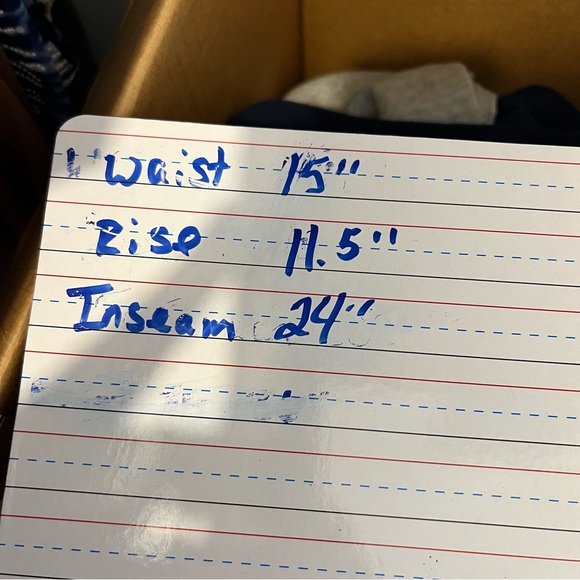 Waist 15"
Rise 11.5"
Inseam 24"